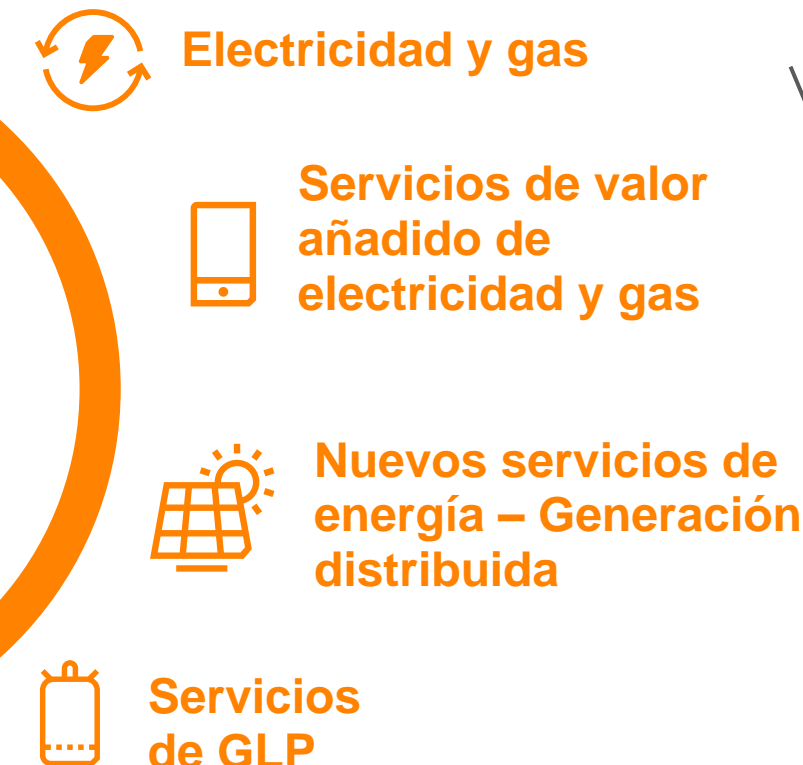 Electricidad y gas
Servicios de valor
añadido de
electricidad y gas
Nuevos servicios de
energía – Generación
distribuida
Servicios
de GLP